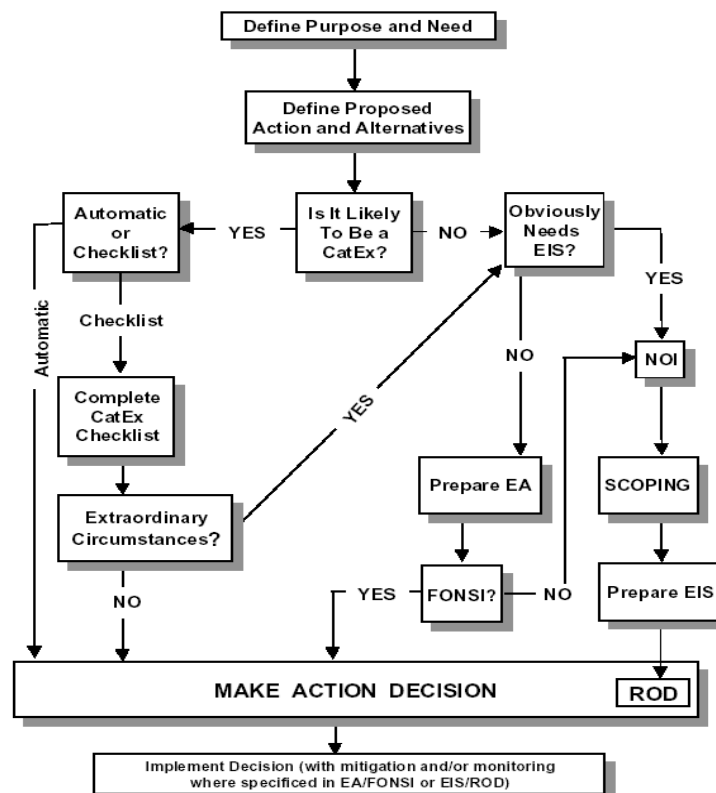 Define Purpose and Need
Define Proposed
Action and Alternatives
Automatic
or
Checklist?
YES
Is It Likely
To Be a
CatEx?
NO
Obviously
Needs
EIS?
YES
Automatic
Checklist
NO
NOI
Complete
CatEx
Checklist
YES
Prepare EA
SCOPING
Extraordinary
Circumstances?
NO
YES
FONSI?
NO
Prepare EIS
MAKE ACTION DECISION
ROD
Implement Decision (with mitigation and/or monitoring
where specificed in EA/FONSI or EIS/ROD)